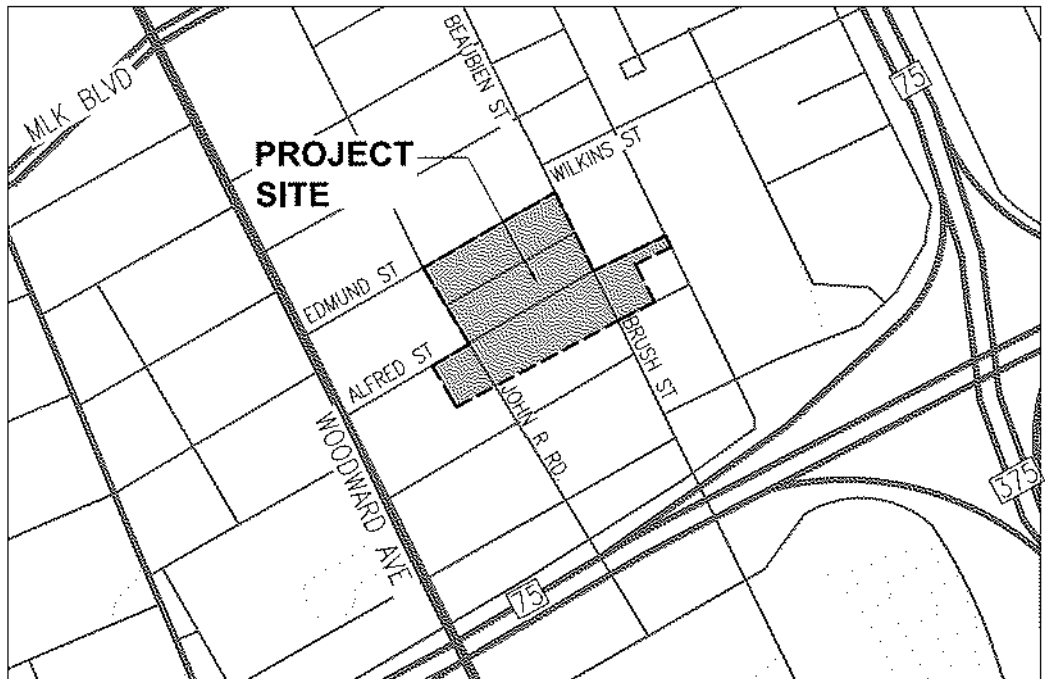 MLK BLVD
BEAUBIEN ST
75
PROJECT
SITE
WILKINS ST
EDMUND ST
ALFRED ST
BRUSH ST
JOHN R RD.
WOODWARD AVE
375
75